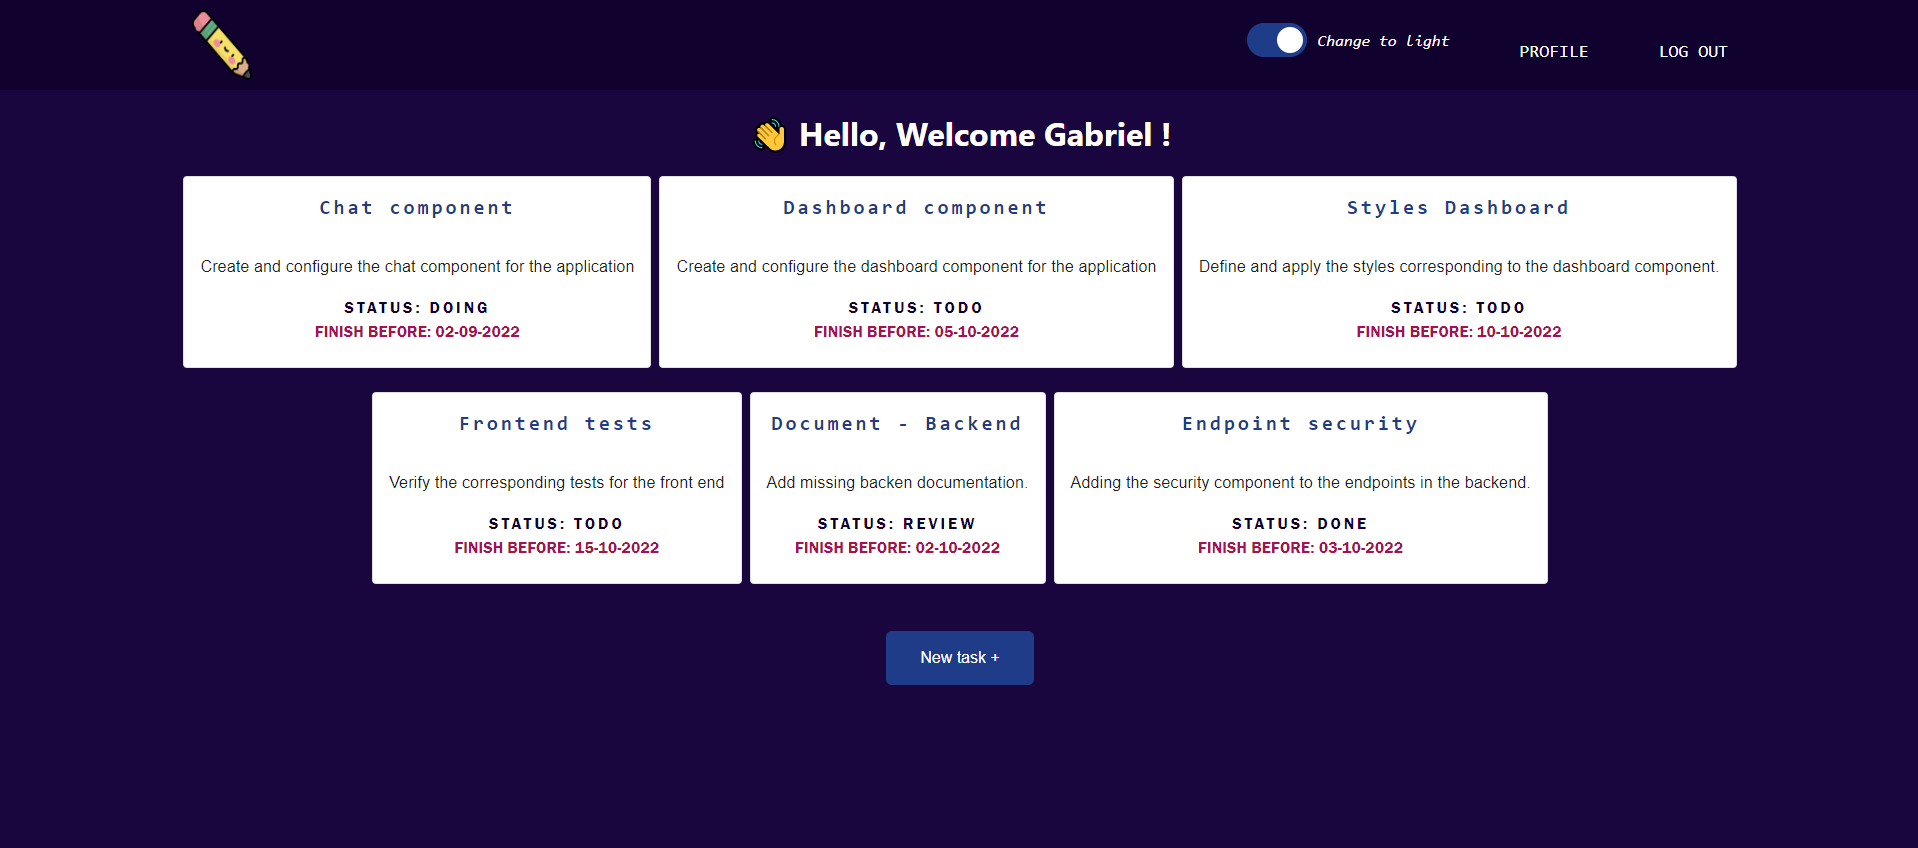 Change to light
PROFILE
LOG OUT
👋 Hello, Welcome Gabriel !
Chat component
Create and configure the chat component for the application
STATUS: DOING
FINISH BEFORE: 02-09-2022
Dashboard component
Create and configure the dashboard component for the application
STATUS: TODO
FINISH BEFORE: 05-10-2022
Styles Dashboard
Define and apply the styles corresponding to the dashboard component.
STATUS: TODO
FINISH BEFORE: 10-10-2022
Frontend tests
Verify the corresponding tests for the front end
STATUS: TODO
FINISH BEFORE: 15-10-2022
Document - Backend
Add missing backen documentation.
STATUS: REVIEW
FINISH BEFORE: 02-10-2022
Endpoint security
Adding the security component to the endpoints in the backend.
STATUS: DONE
FINISH BEFORE: 03-10-2022
New task +